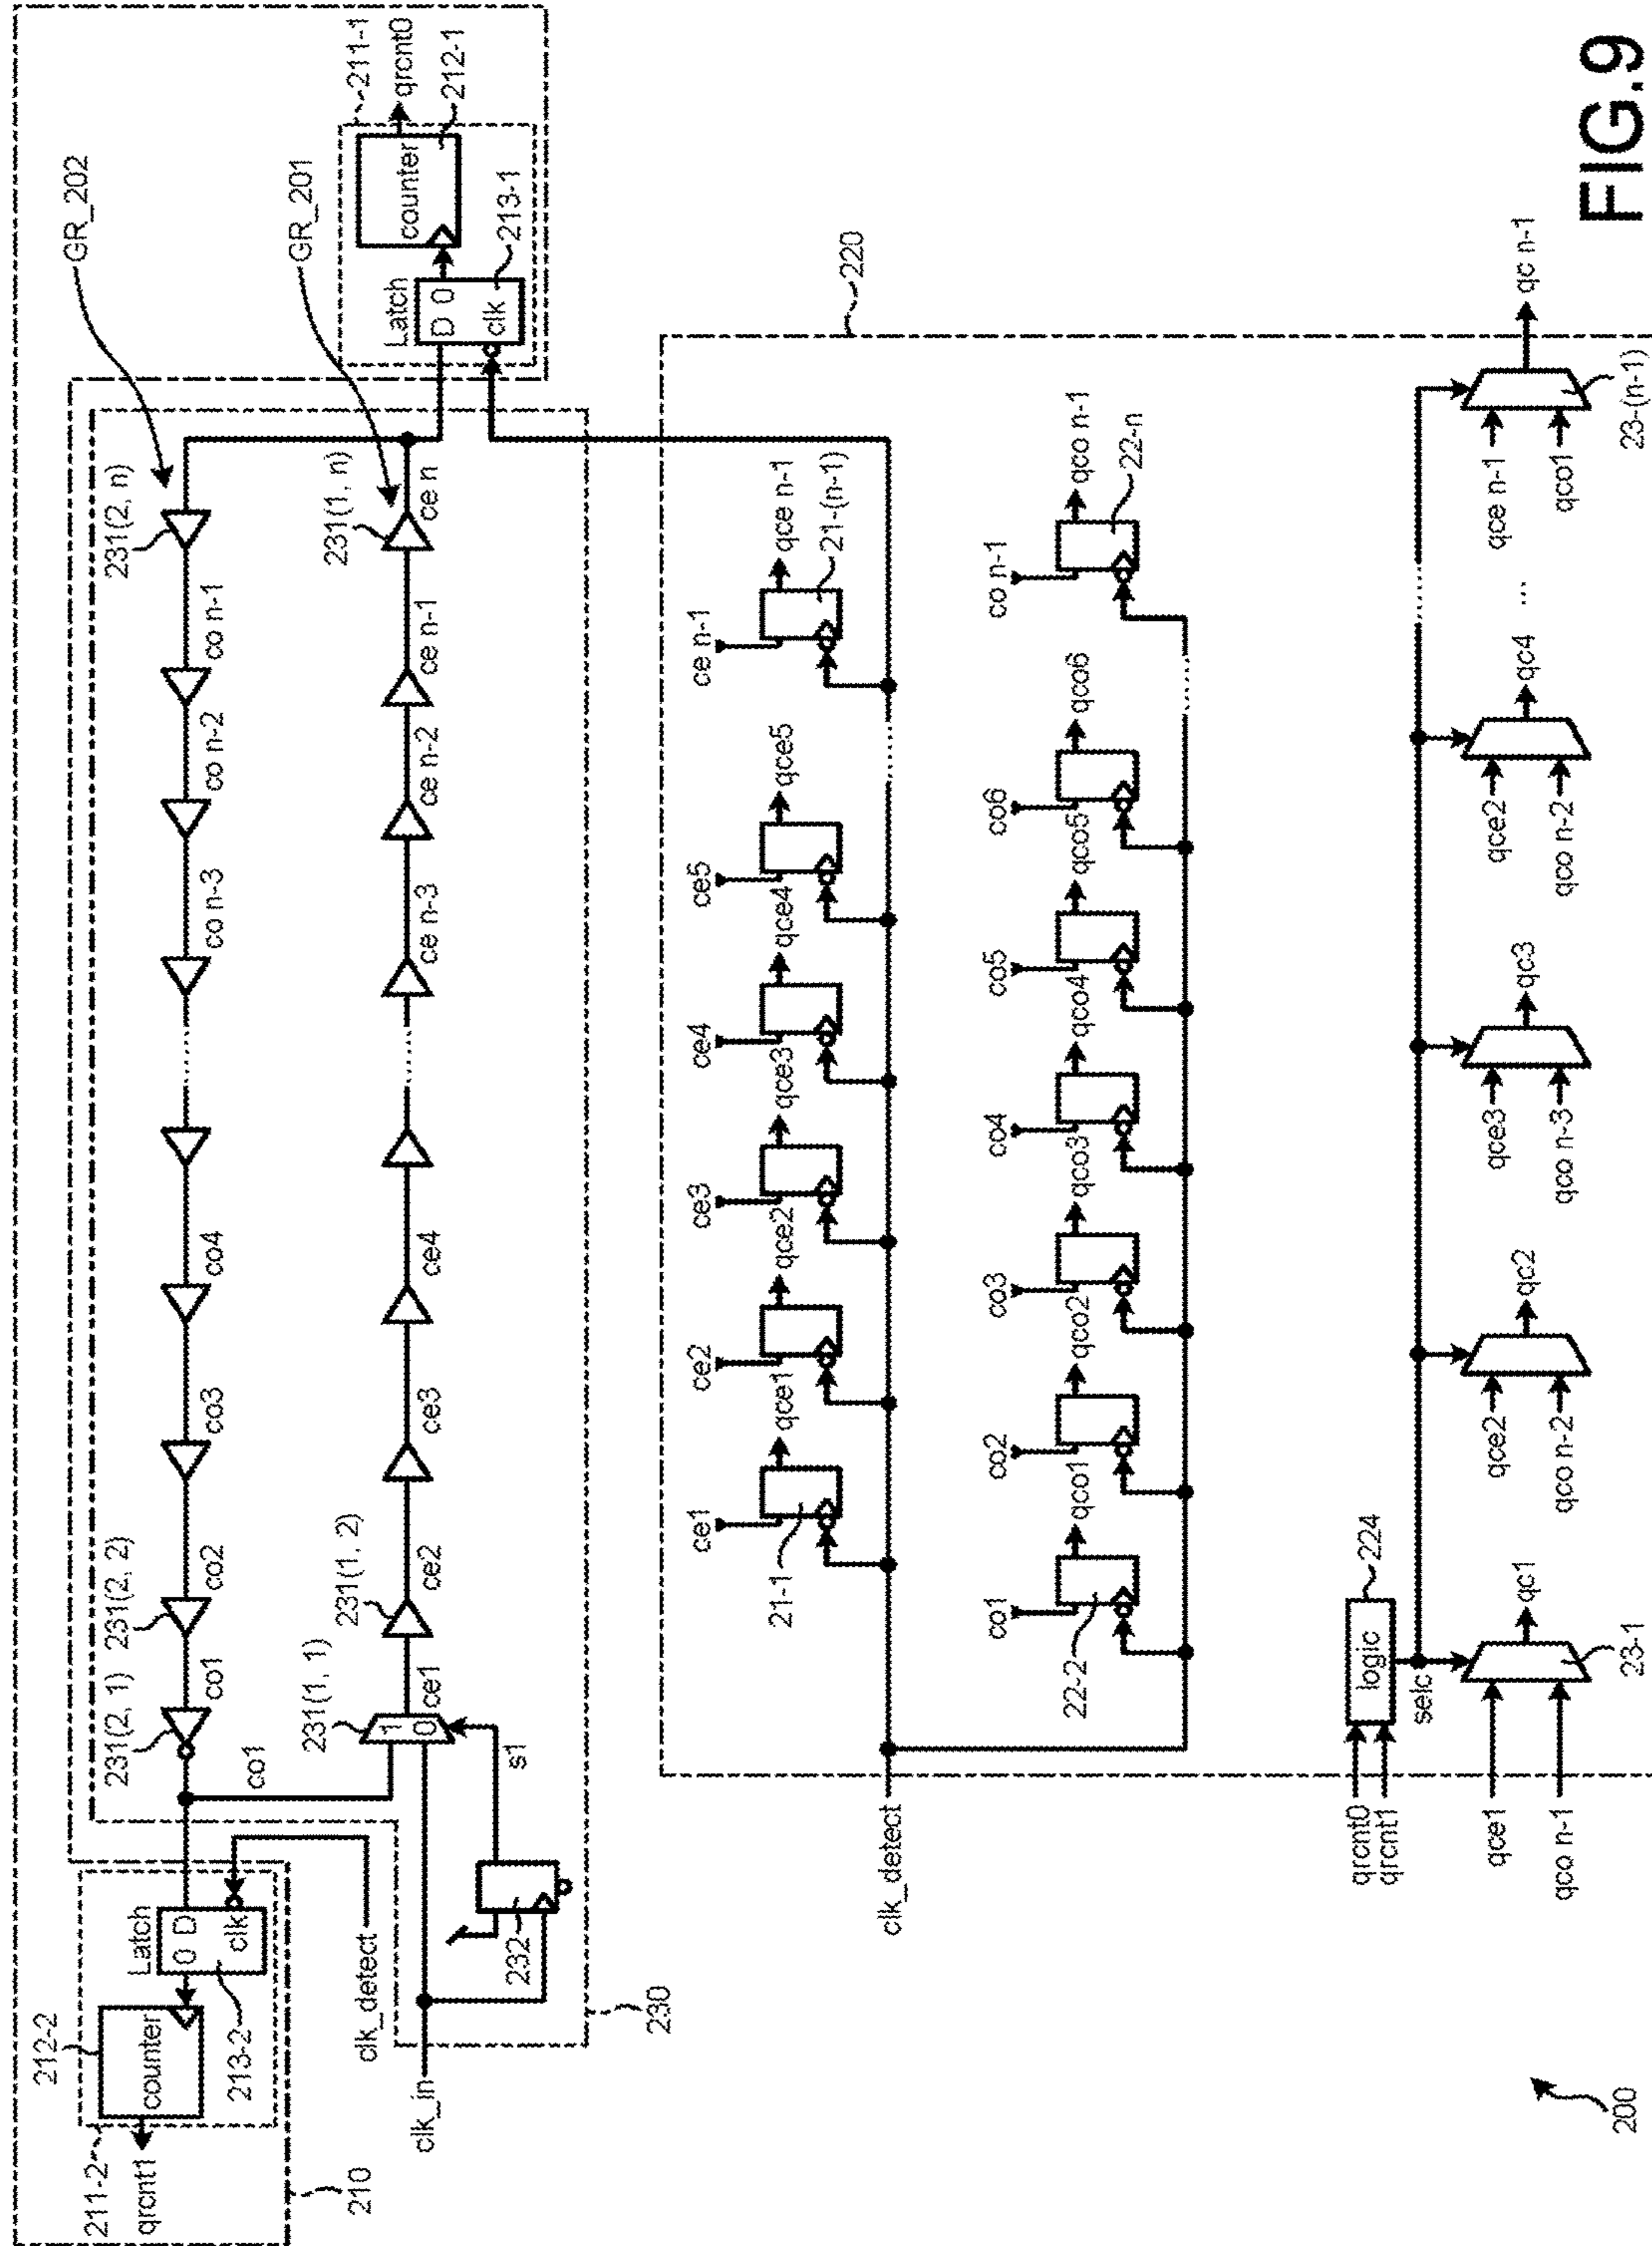 GR_202
GR_201
211-1
qrcnt0
counter
212-1
Latch
D 0
clk
213-1
231(2, n)
co n-1
co n-2
co n-3
co4
co3
co2
231(2, 2)
co1
231(2, 1)
co1
231(1, n)
ce n
ce n-1
ce n-2
ce n-3
ce4
ce3
ce2
231(1, 2)
ce1
231(1, 1)
1
0
s1
232
Latch
0 D
clk
213-2
counter
212-2
211-2
qrcnt1
210
clk_detect
clk_in
230
220
clk_detect
ce1
qce1
21-1
ce2
qce2
ce3
qce3
ce4
qce4
ce5
qce5
...
ce n-1
qce n-1
21-(n-1)
co1
qco1
22-2
co2
qco2
co3
qco3
co4
qco4
co5
qco5
co6
qco6
co n-1
qco n-1
22-n
qrcnt0
qrcnt1
logic
224
selc
qce1
qco n-1
qc1
23-1
qce2
qco n-2
qc2
qce3
qco n-3
qc3
qce2
qco n-2
qc4
...
qce n-1
qco1
qc n-1
23-(n-1)
200
FIG.9